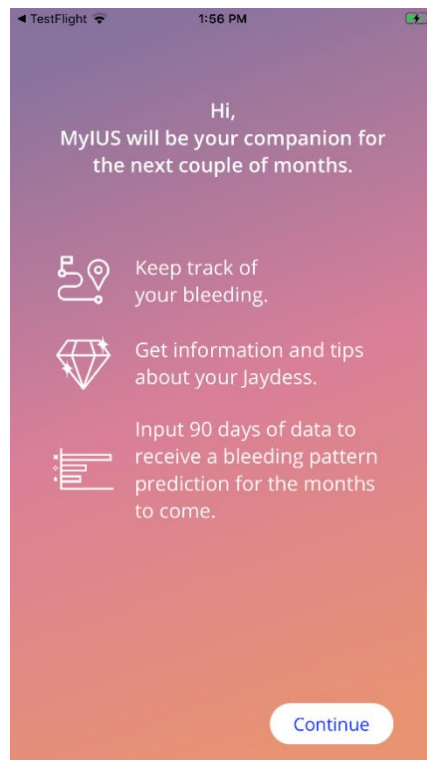 ◄ TestFlight 1:56 PM
Hi,
MyIUS will be your companion for
the next couple of months.
Keep track of
your bleeding.
Get information and tips
about your Jaydess.
Input 90 days of data to
receive a bleeding pattern
prediction for the months
to come.
Continue